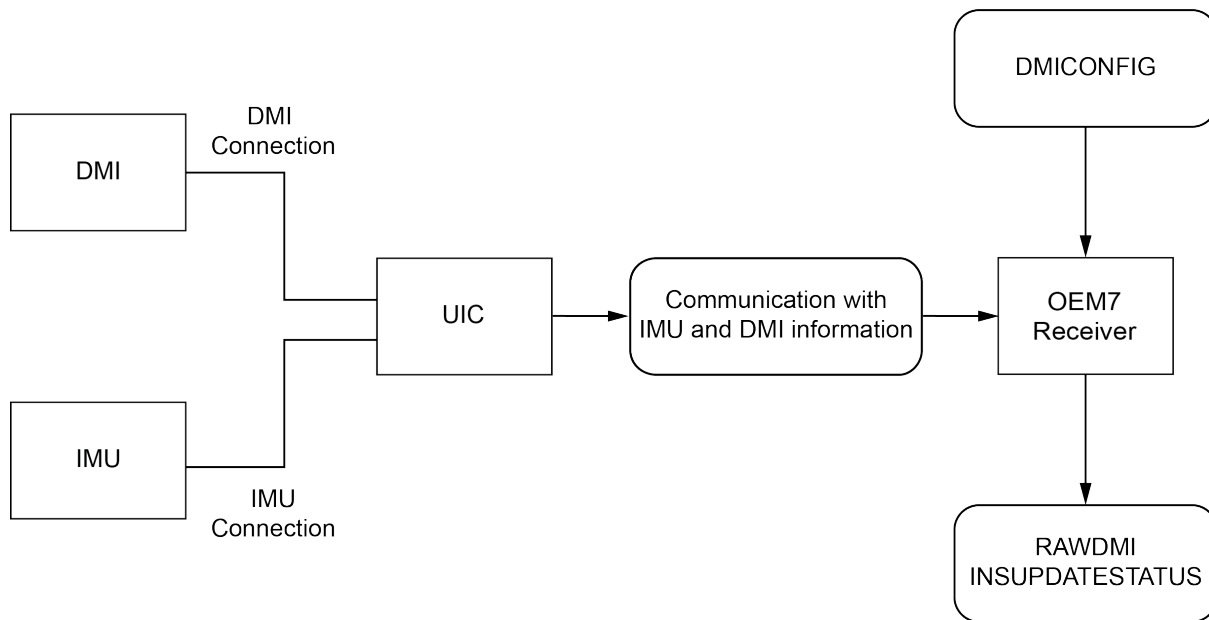 DMICONFIG
DMI
Connection
DMI
UIC
Communication with
IMU and DMI information
OEM7
Receiver
IMU
IMU
Connection
RAWDMI
INSUPDATESTATUS